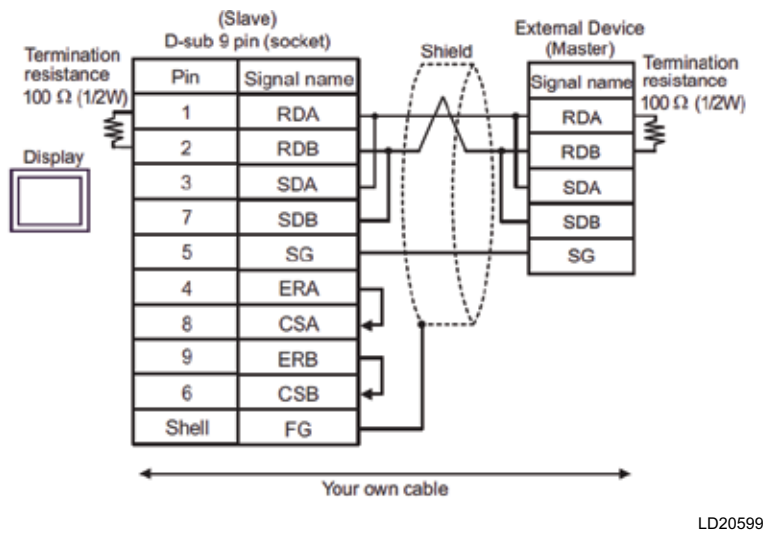 (Slave)
D-sub 9 pin (socket)
External Device
(Master)
Termination
resistance
100 Ω (1/2W)
Shield
Termination
resistance
100 Ω (1/2W)
Display
Pin Signal name
1 RDA
2 RDB
3 SDA
7 SDB
5 SG
4 ERA
8 CSA
9 ERB
6 CSB
Shell FG
Signal name
RDA
RDB
SDA
SDB
SG
Your own cable
LD20599